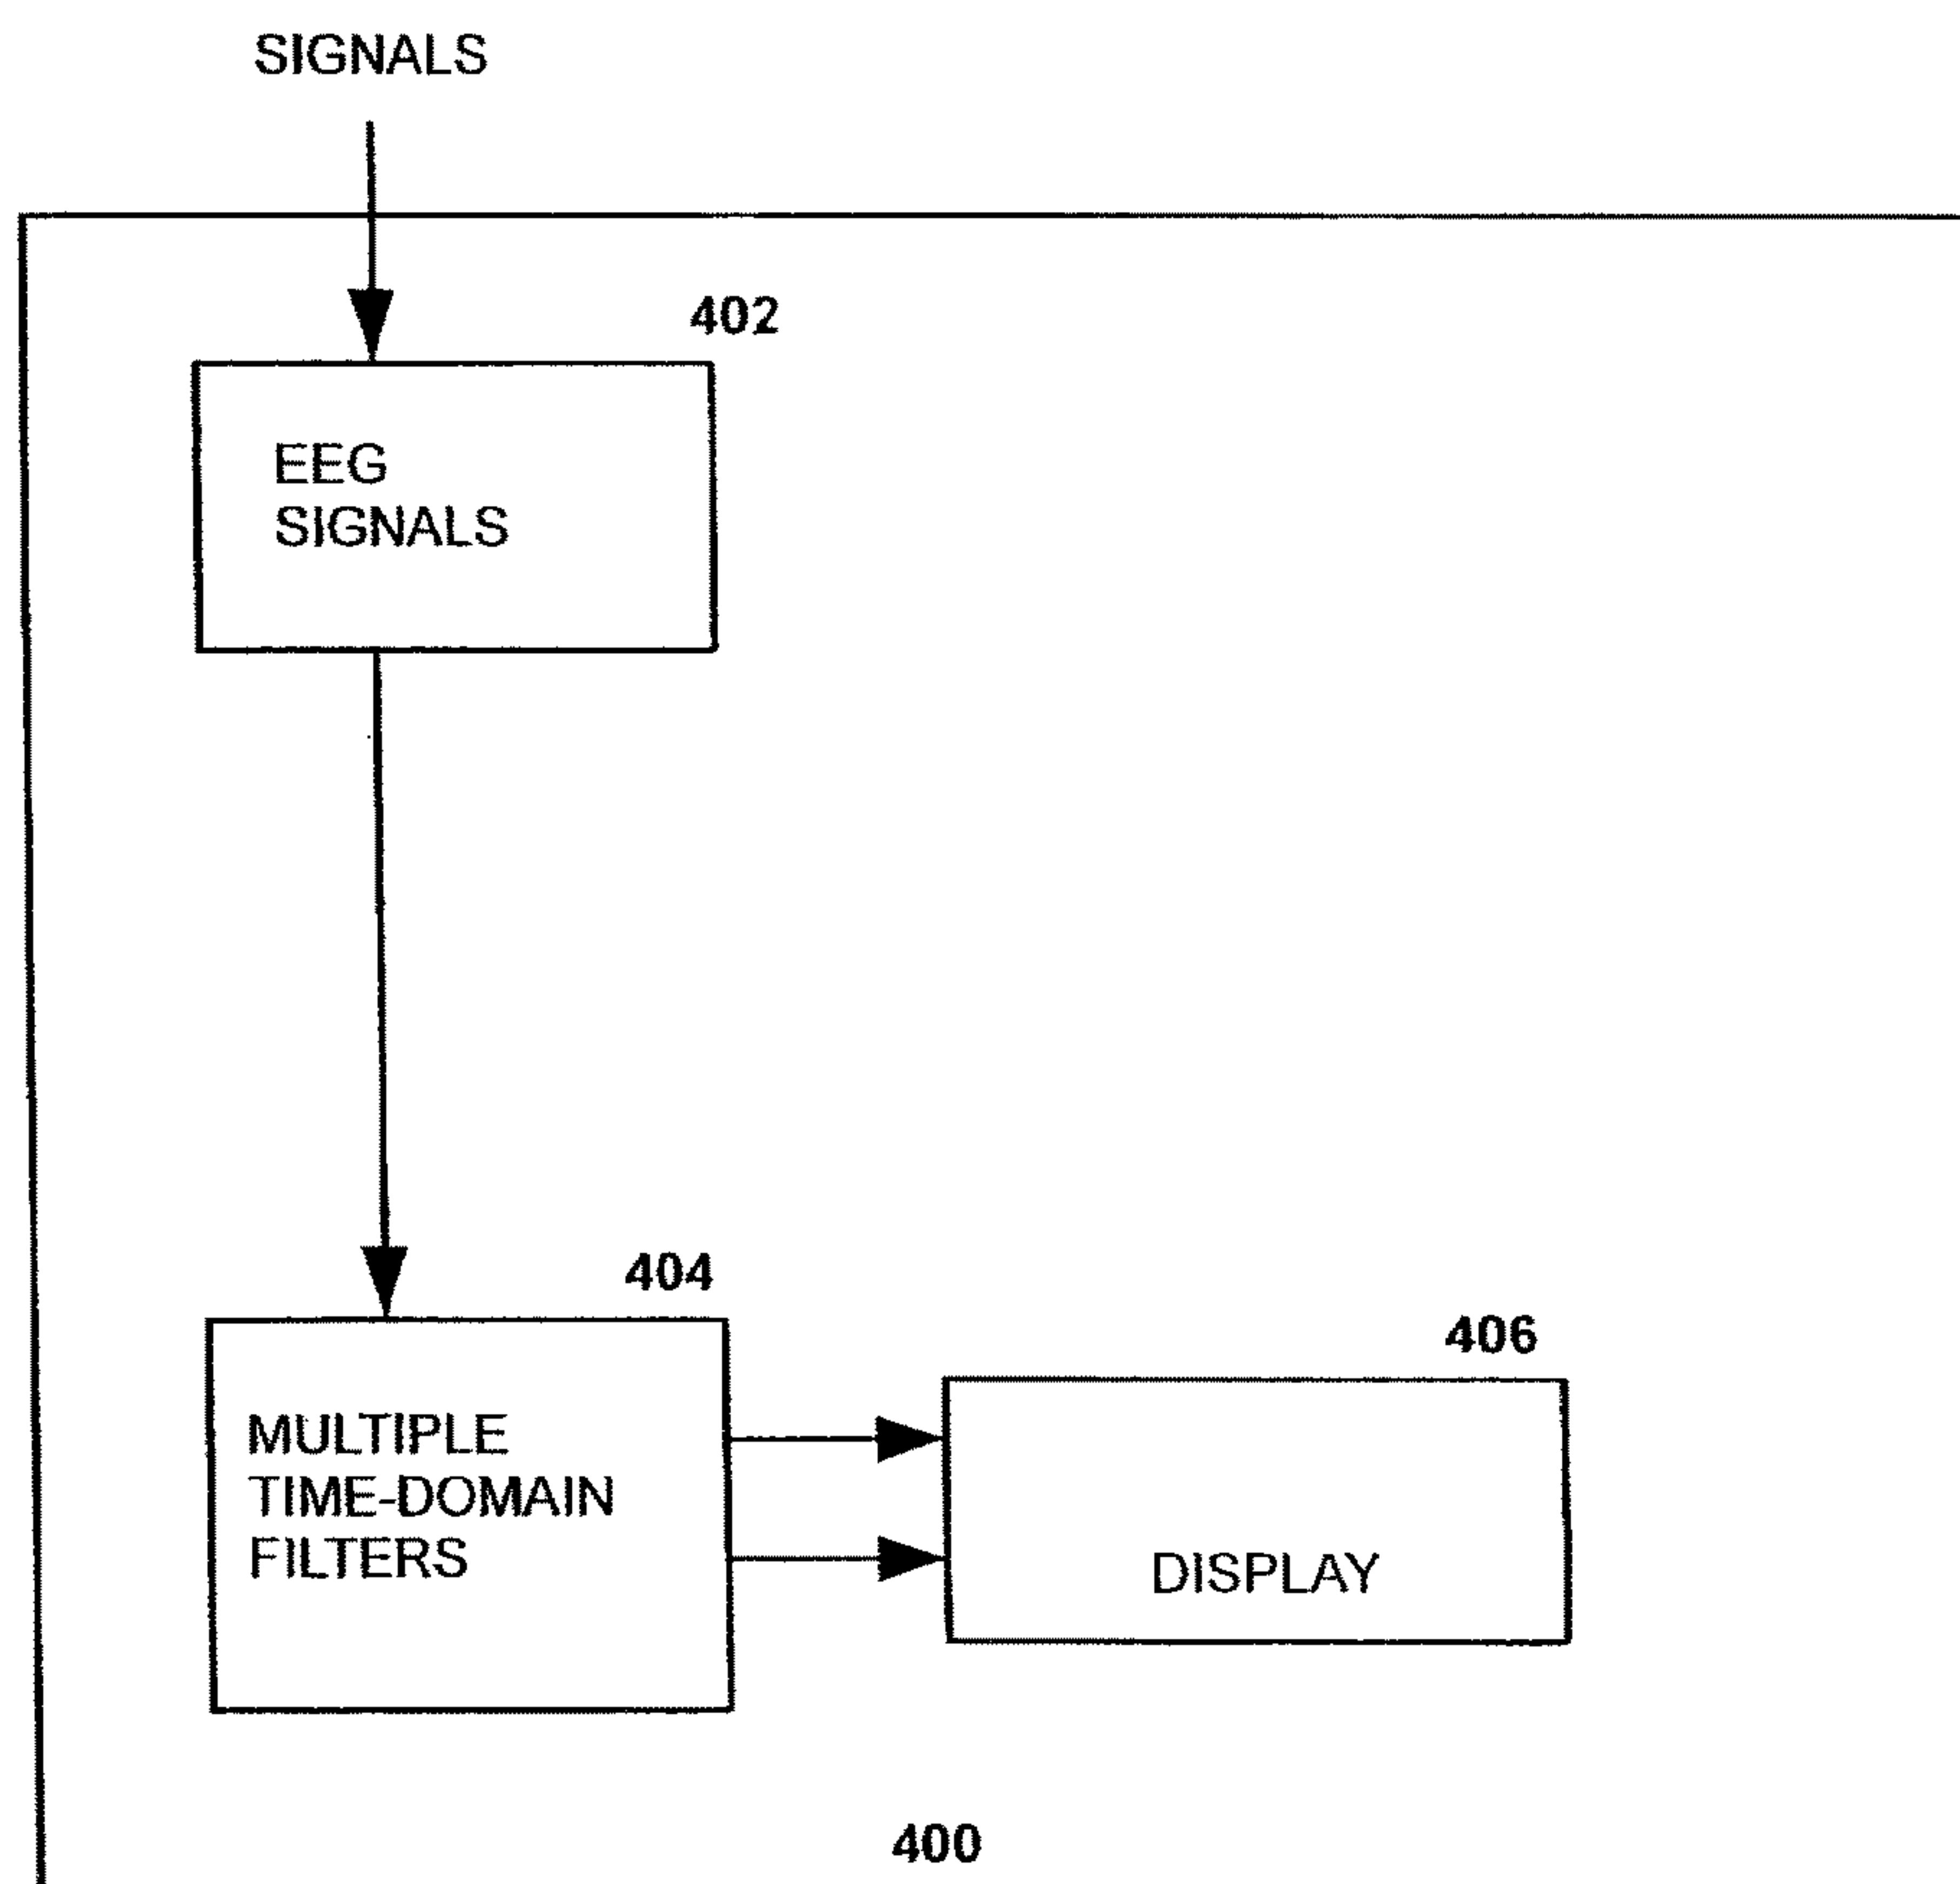 SIGNALS
402
EEG
SIGNALS
404
406
MULTIPLE
TIME-DOMAIN
FILTERS
DISPLAY
400